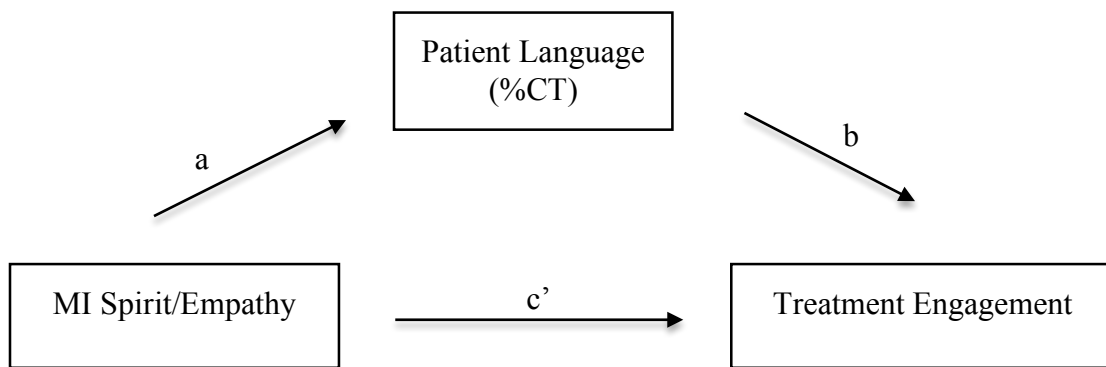 Patient Language
(%CT)
a
b
MI Spirit/Empathy
c’
Treatment Engagement